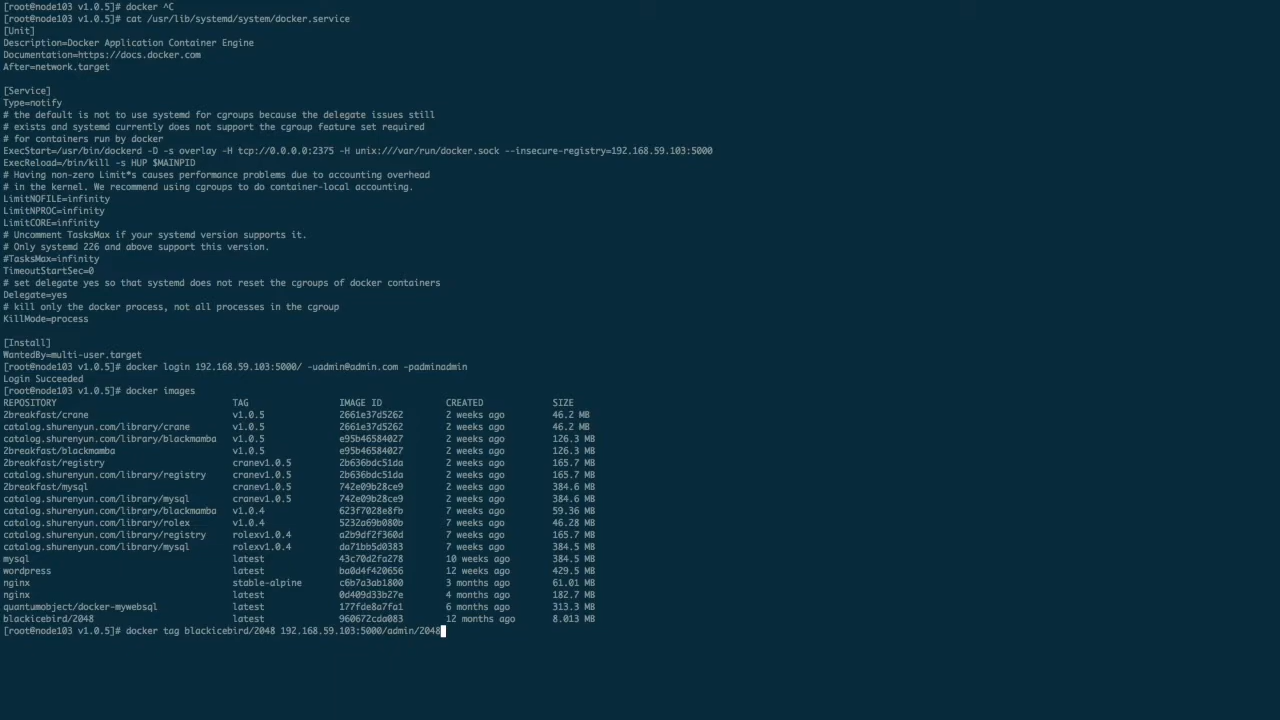 [root@node103 v1.0.5]# docker ^C
[root@node103 v1.0.5]# cat /usr/lib/systemd/system/docker.service
[Unit]
Description=Docker Application Container Engine
Documentation=https://docs.docker.com
After=network.target
[Service]
Type=notify
# the default is not to use systemd for cgroups because the delegate issues still
# exists and systemd currently does not support the cgroup feature set required
# for containers run by docker
ExecStart=/usr/bin/dockerd -D -s overlay -H tcp://0.0.0.0:2375 -H unix:///var/run/docker.sock --insecure-registry=192.168.59.103:5000
ExecReload=/bin/kill -s HUP $MAINPID
# Having non-zero Limit*s causes performance problems due to accounting overhead
# in the kernel. We recommend using cgroups to do container-local accounting.
LimitNOFILE=infinity
LimitNPROC=infinity
LimitCORE=infinity
# Uncomment TasksMax if your systemd version supports it.
# Only systemd 226 and above support this version.
#TasksMax=infinity
TimeoutStartSec=0
# set delegate yes so that systemd does not reset the cgroups of docker containers
Delegate=yes
# kill only the docker process, not all processes in the cgroup
KillMode=process
[Install]
WantedBy=multi-user.target
[root@node103 v1.0.5]# docker login 192.168.59.103:5000/ -uadmin@admin.com -padminadmin
Login Succeeded
[root@node103 v1.0.5]# docker images
REPOSITORY TAG IMAGE ID CREATED SIZE
2breakfast/crane v1.0.5 2661e37d5262 2 weeks ago 46.2 MB
catalog.shurenyun.com/library/crane v1.0.5 2661e37d5262 2 weeks ago 46.2 MB
catalog.shurenyun.com/library/blackmamba v1.0.5 e95b46584027 2 weeks ago 126.3 MB
2breakfast/blackmamba v1.0.5 e95b46584027 2 weeks ago 126.3 MB
2breakfast/registry cranev1.0.5 2b636bdc51da 2 weeks ago 165.7 MB
catalog.shurenyun.com/library/registry cranev1.0.5 2b636bdc51da 2 weeks ago 165.7 MB
2breakfast/mysql cranev1.0.5 742e09b28ce9 2 weeks ago 384.6 MB
catalog.shurenyun.com/library/mysql cranev1.0.5 742e09b28ce9 2 weeks ago 384.6 MB
catalog.shurenyun.com/library/blackmamba v1.0.4 623f7028e8fb 7 weeks ago 59.36 MB
catalog.shurenyun.com/library/rolex v1.0.4 5232a69b080b 7 weeks ago 46.28 MB
catalog.shurenyun.com/library/registry rolexv1.0.4 a2b9df2f360d 7 weeks ago 165.7 MB
catalog.shurenyun.com/library/mysql rolexv1.0.4 da71bb5d0383 7 weeks ago 384.5 MB
mysql latest 43c70d2fa278 10 weeks ago 384.5 MB
wordpress latest ba0d4f420656 12 weeks ago 429.5 MB
nginx stable-alpine c6b7a3ab1800 3 months ago 61.01 MB
nginx latest 0d409d33b27e 4 months ago 182.7 MB
quantumobject/docker-mywebsql latest 177fde8a7fa1 6 months ago 313.3 MB
blackicebird/2048 latest 960672cda083 12 months ago 8.013 MB
[root@node103 v1.0.5]# docker tag blackicebird/2048 192.168.59.103:5000/admin/2048